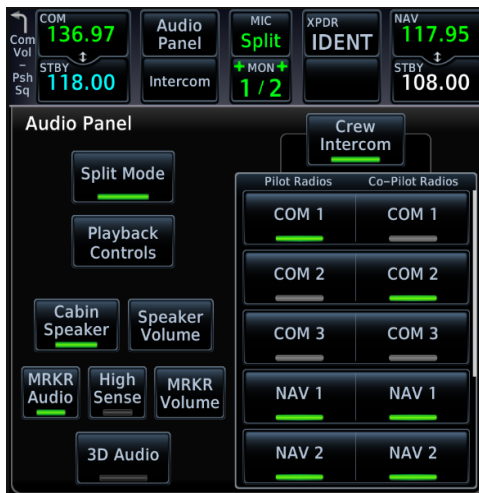 COM
136.97
STBY
118.00
Com
Vol
–
Psh
Sq
Audio
Panel
Intercom
MIC
Split
+ MON +
1 / 2
XPDR
IDENT
NAV
117.95
STBY
108.00
Audio Panel
Crew
Intercom
Split Mode
Playback
Controls
Cabin
Speaker
Speaker
Volume
MRKR
Audio
High
Sense
MRKR
Volume
3D Audio
Pilot Radios Co-Pilot Radios
COM 1 COM 1
COM 2 COM 2
COM 3 COM 3
NAV 1 NAV 1
NAV 2 NAV 2